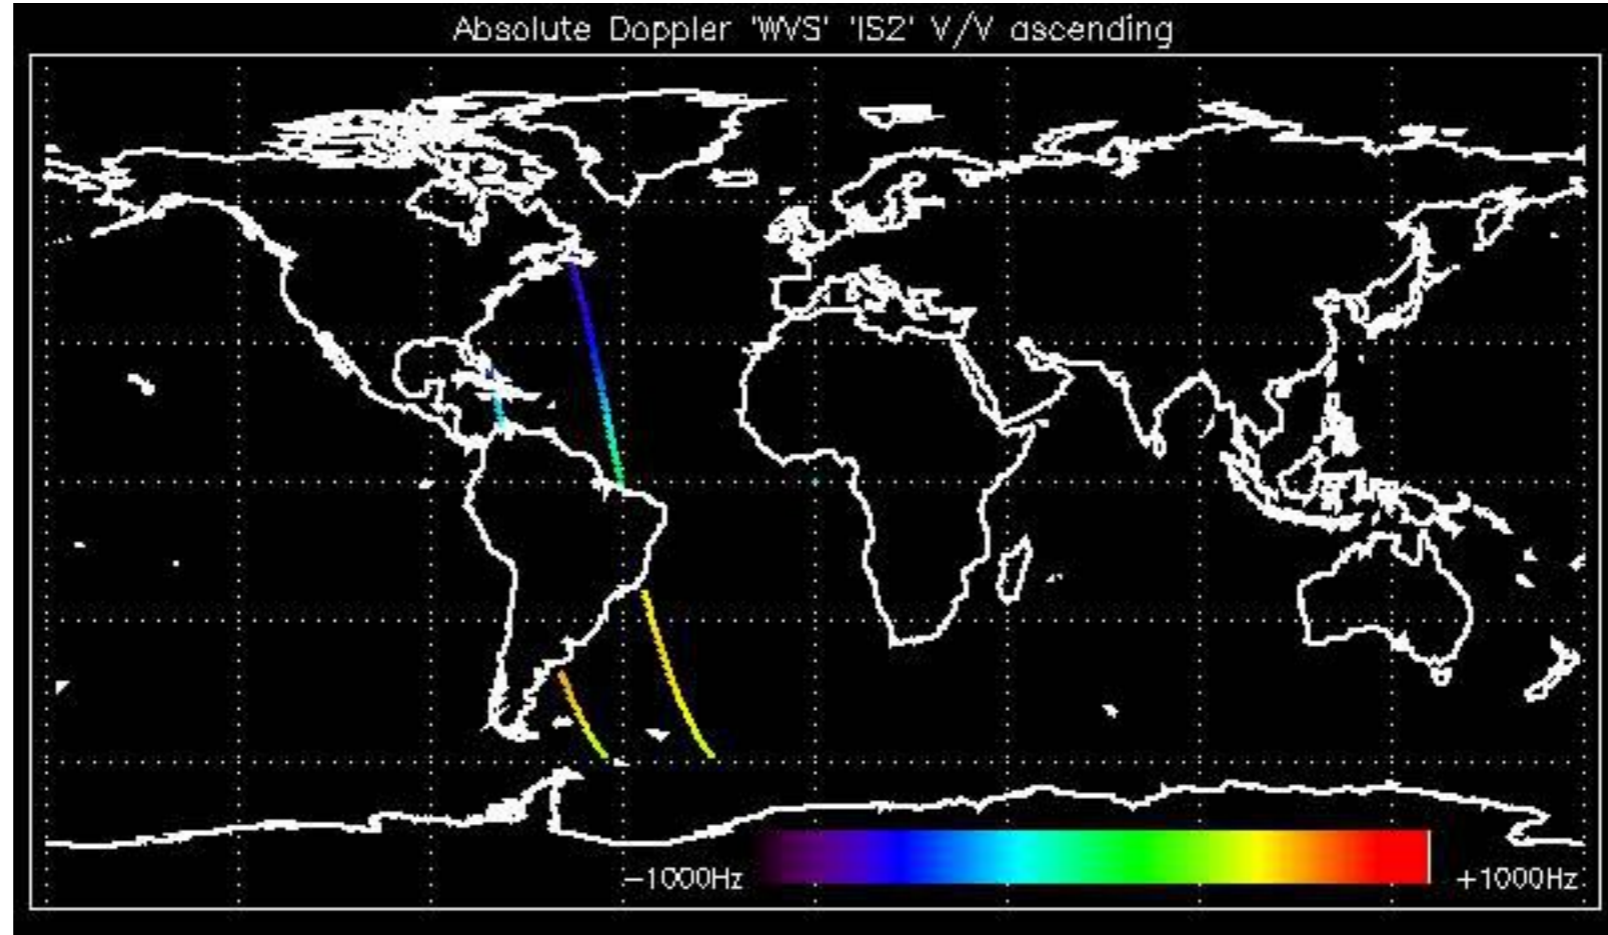 Absolute Doppler 'WVS' 'IS2' V/V ascending
-1000Hz +1000Hz